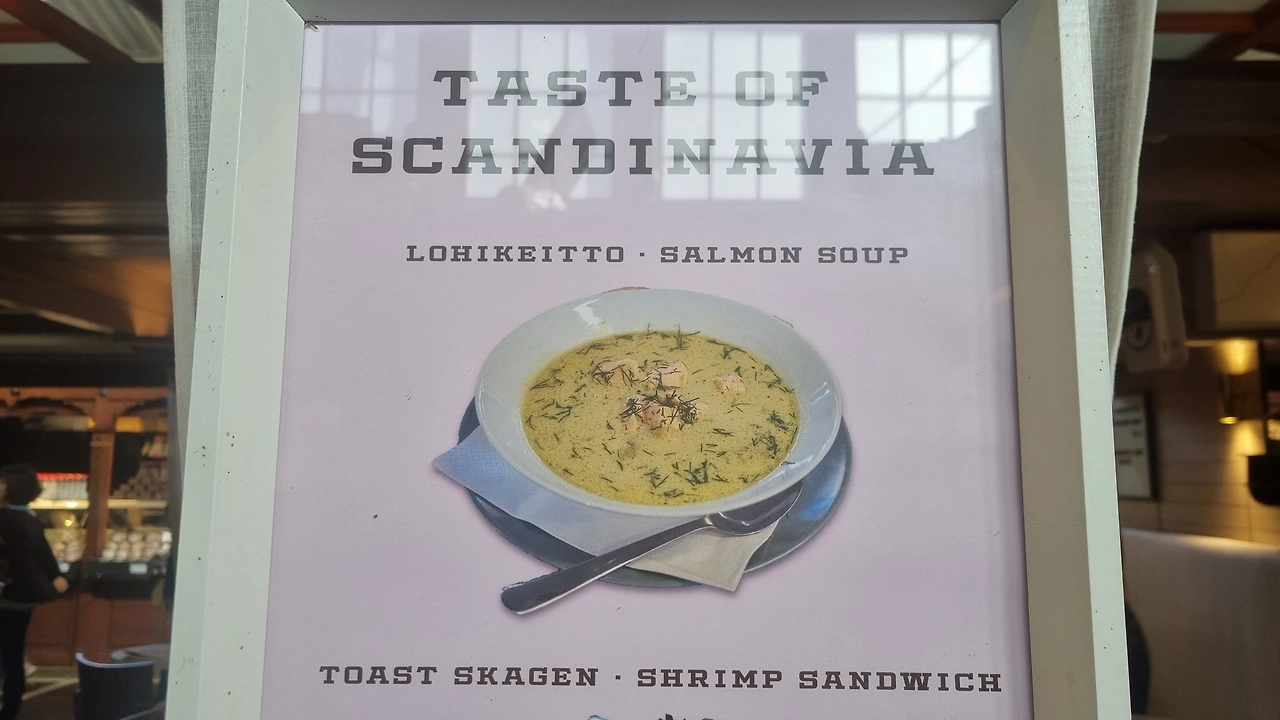 TASTE OF
SCANDINAVIA
LOHIKEITTO · SALMON SOUP
TOAST SKAGEN · SHRIMP SANDWICH